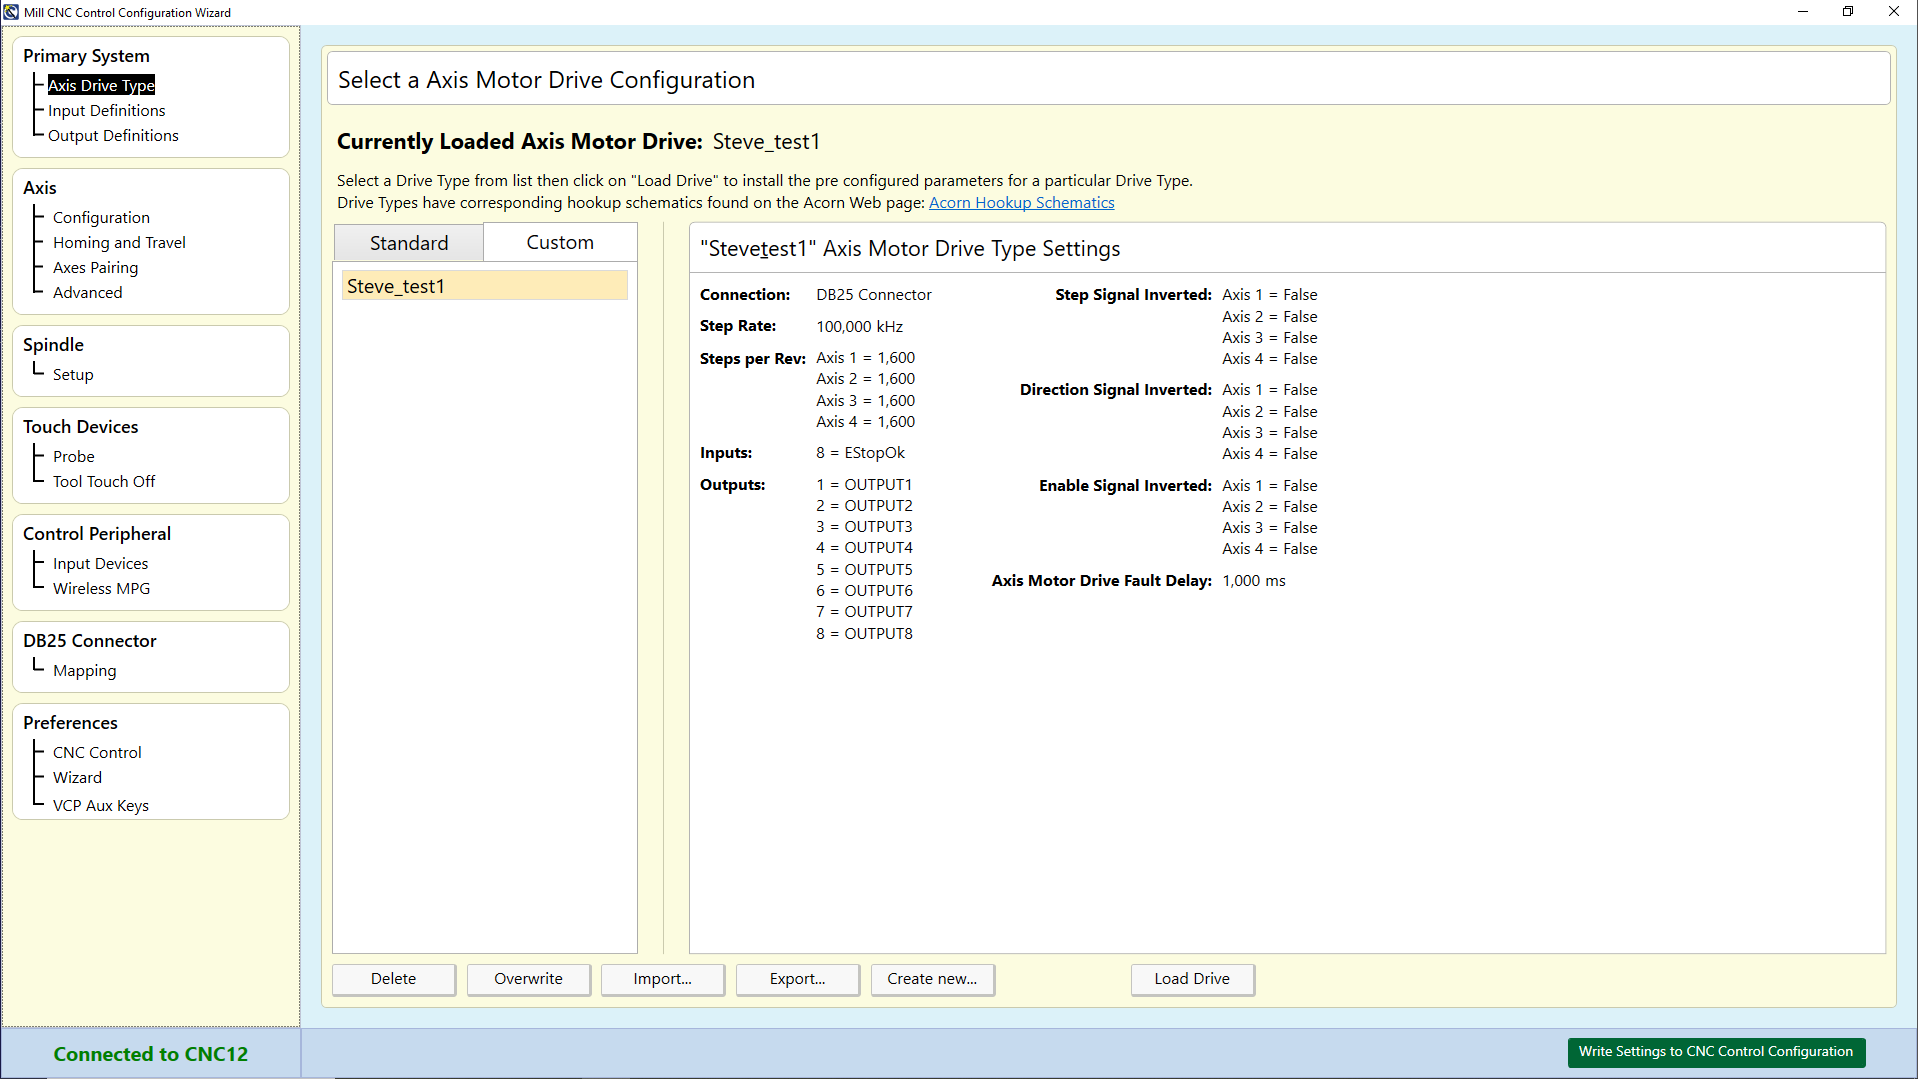 Mill CNC Control Configuration Wizard
Primary System
Axis Drive Type
Input Definitions
Output Definitions
Axis
Configuration
Homing and Travel
Axes Pairing
Advanced
Spindle
Setup
Touch Devices
Probe
Tool Touch Off
Control Peripheral
Input Devices
Wireless MPG
DB25 Connector
Mapping
Preferences
CNC Control
Wizard
VCP Aux Keys
Connected to CNC12
Select a Axis Motor Drive Configuration
Currently Loaded Axis Motor Drive: Steve_test1
Select a Drive Type from list then click on "Load Drive" to install the pre configured parameters for a particular Drive Type.
Drive Types have corresponding hookup schematics found on the Acorn Web page: Acorn Hookup Schematics
Standard Custom
Steve_test1
"Stevetest1" Axis Motor Drive Type Settings
Connection: DB25 Connector
Step Rate: 100,000 kHz
Steps per Rev: Axis 1 = 1,600
Axis 2 = 1,600
Axis 3 = 1,600
Axis 4 = 1,600
Inputs: 8 = EStopOk
Outputs: 1 = OUTPUT1
2 = OUTPUT2
3 = OUTPUT3
4 = OUTPUT4
5 = OUTPUT5
6 = OUTPUT6
7 = OUTPUT7
8 = OUTPUT8
Step Signal Inverted: Axis 1 = False
Axis 2 = False
Axis 3 = False
Axis 4 = False
Direction Signal Inverted: Axis 1 = False
Axis 2 = False
Axis 3 = False
Axis 4 = False
Enable Signal Inverted: Axis 1 = False
Axis 2 = False
Axis 3 = False
Axis 4 = False
Axis Motor Drive Fault Delay: 1,000 ms
Delete Overwrite Import... Export... Create new... Load Drive
Write Settings to CNC Control Configuration